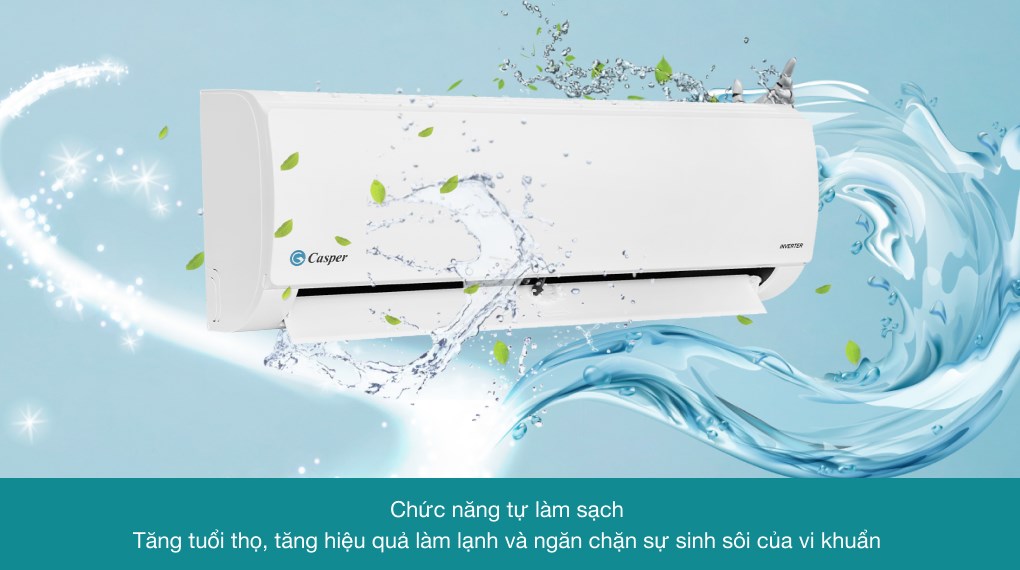 Casper
INVERTER
Chức năng tự làm sạch
Tăng tuổi thọ, tăng hiệu quả làm lạnh và ngăn chặn sự sinh sôi của vi khuẩn